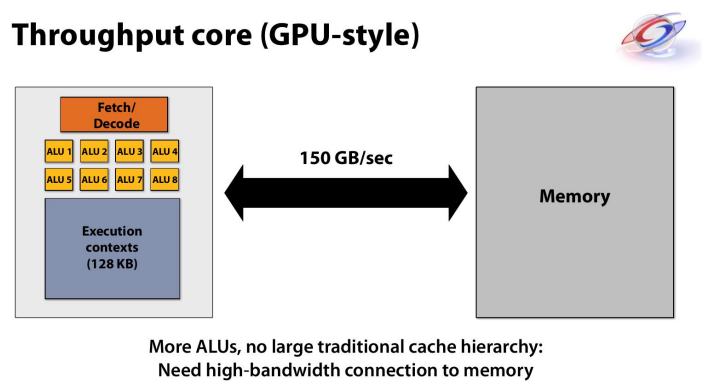 Throughput core (GPU-style)
Fetch/
Decode
ALU 1 ALU 2 ALU 3 ALU 4
ALU 5 ALU 6 ALU 7 ALU 8
Execution
contexts
(128 KB)
150 GB/sec
Memory
More ALUs, no large traditional cache hierarchy:
Need high-bandwidth connection to memory